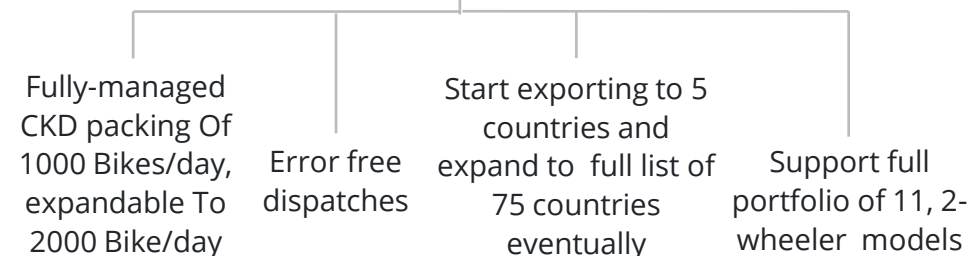 Fully-managed
CKD packing Of
1000 Bikes/day,
expandable To
2000 Bike/day
Error free
dispatches
Start exporting to 5
countries and
expand to full list of
75 countries
eventually
Support full
portfolio of 11, 2-
wheeler models